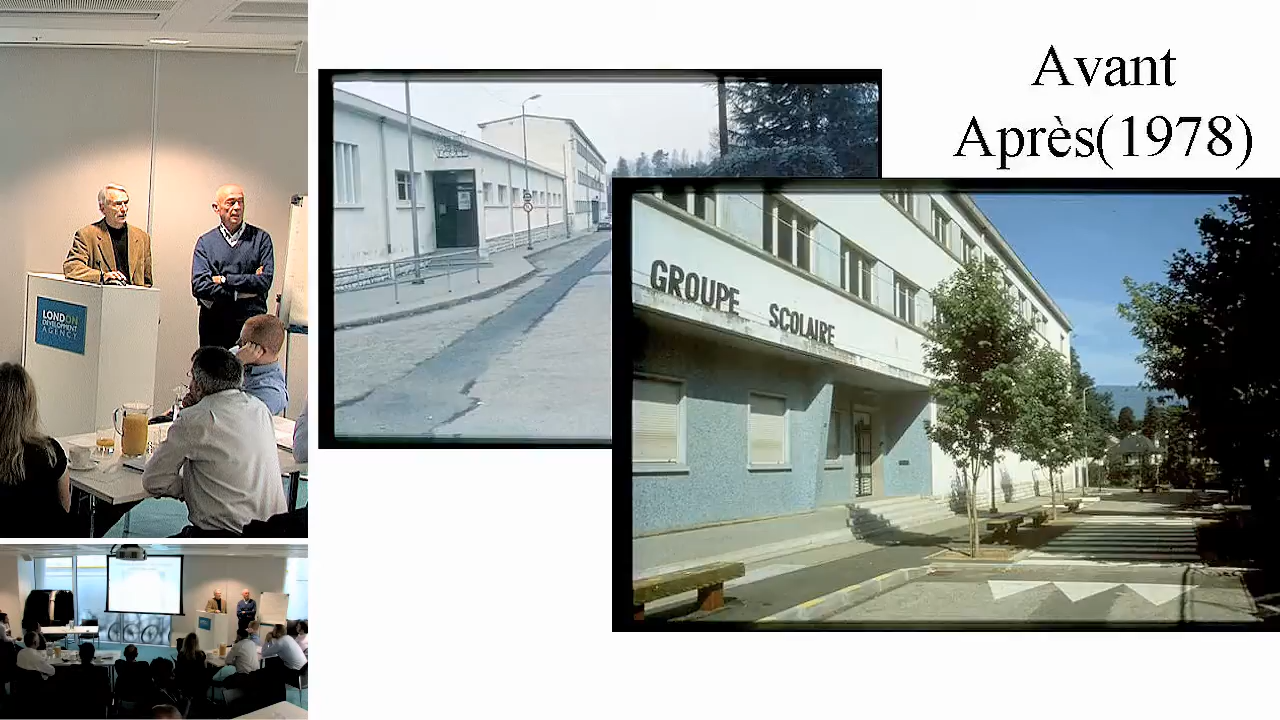 Avant
Après(1978)
GROUPE SCOLAIRE
LONDON
DEVELOPMENT
AGENCY